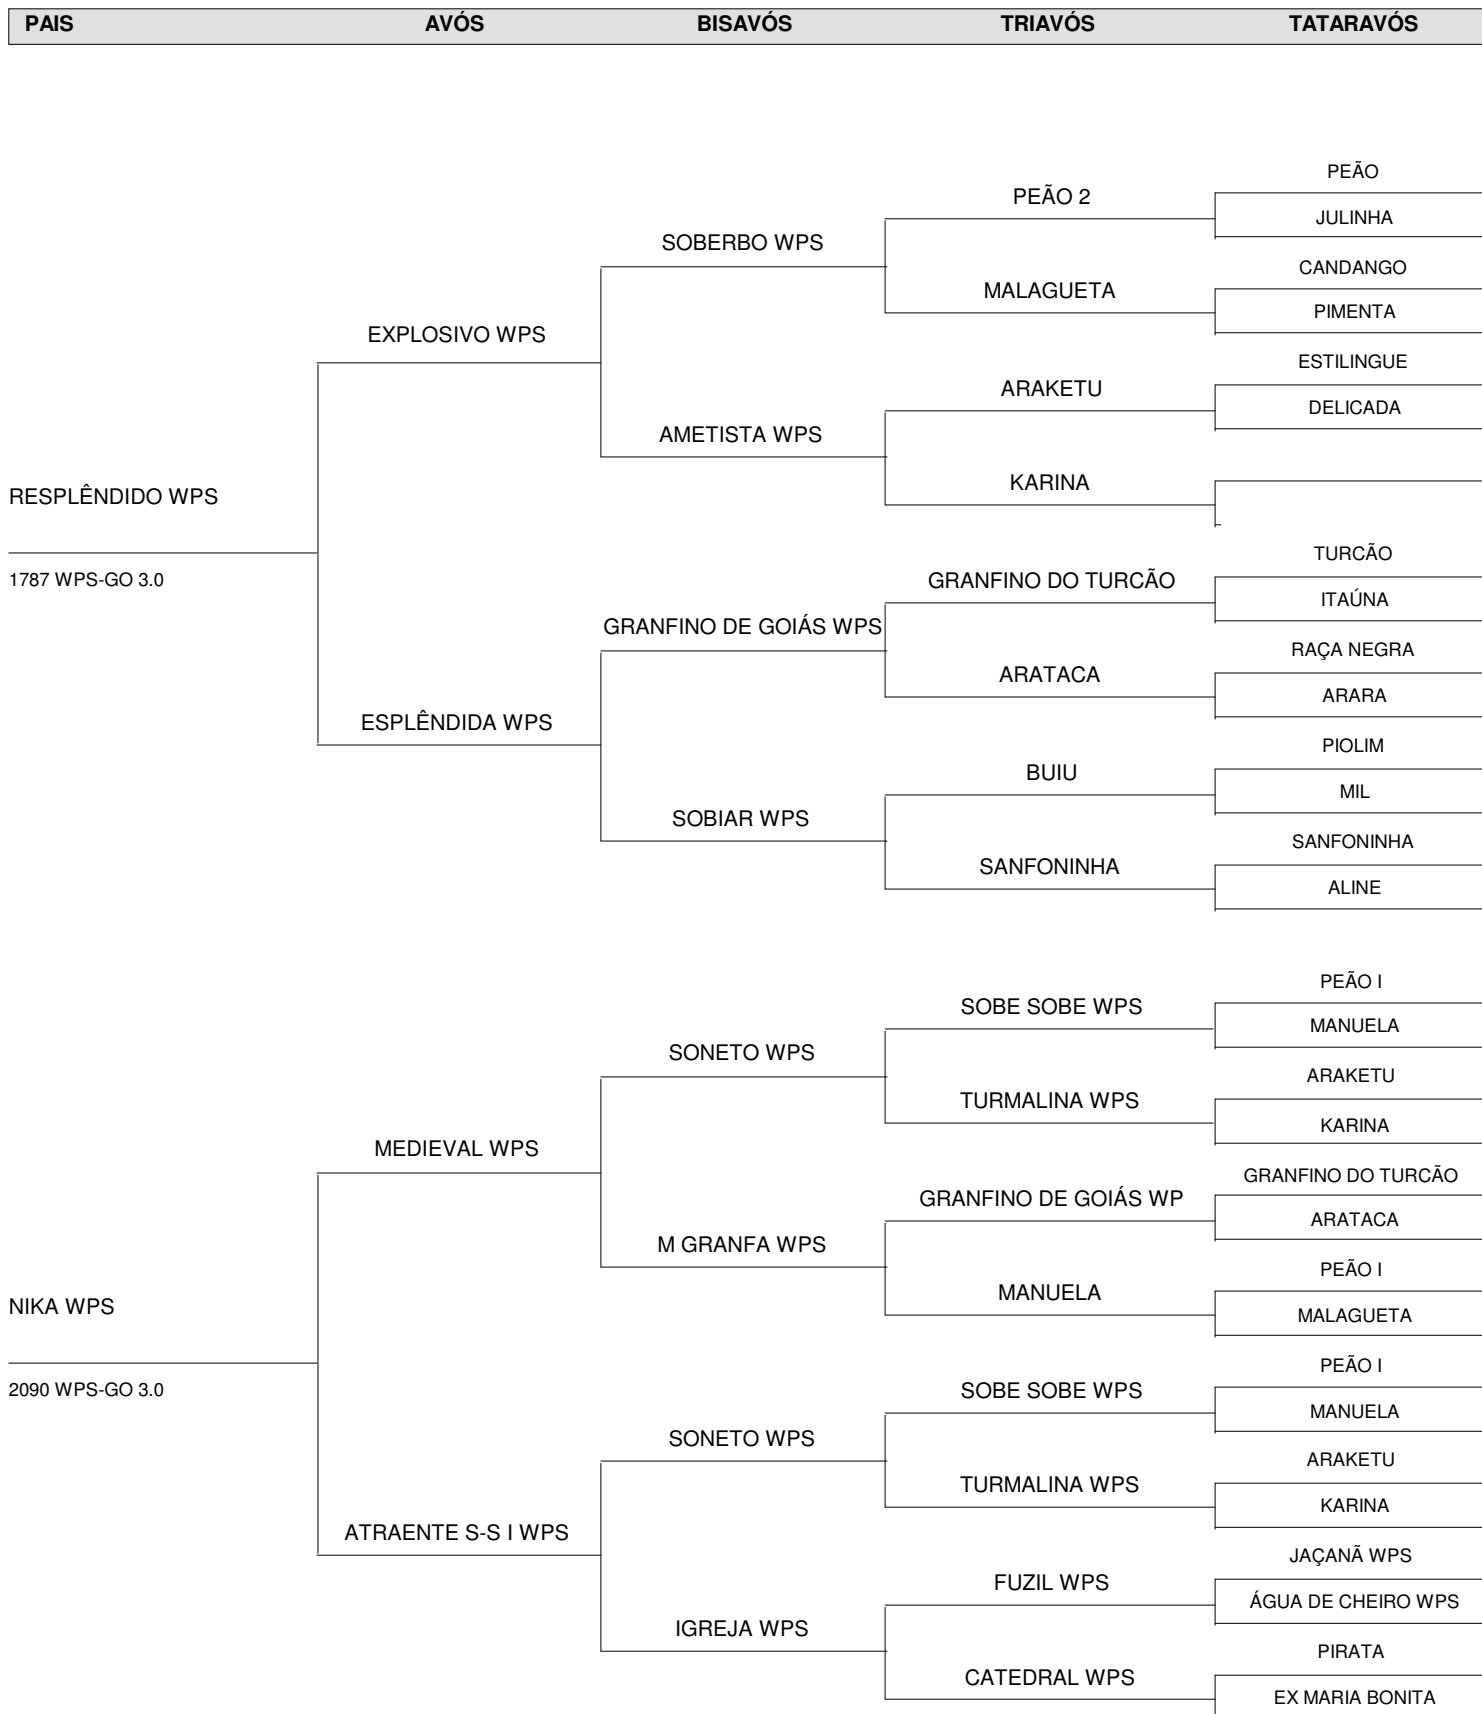 PAIS AVÓS BISAVÓS TRIAVÓS TATARAVÓS
PEÃO
PEÃO 2
JULINHA
SOBERBO WPS
CANDANGO
MALAGUETA
PIMENTA
EXPLOSIVO WPS
ESTILINGUE
ARAKETU
DELICADA
AMETISTA WPS
KARINA
RESPLÊNDIDO WPS
TURCÃO
1787 WPS-GO 3.0
GRANFINO DO TURCÃO
ITAÚNA
GRANFINO DE GOIÁS WPS
RAÇA NEGRA
ARATACA
ARARA
ESPLÊNDIDA WPS
PIOLIM
BUIU
MIL
SOBIAR WPS
SANFONINHA
SANFONINHA
ALINE
PEÃO I
SOBE SOBE WPS
MANUELA
SONETO WPS
ARAKETU
TURMALINA WPS
KARINA
MEDIEVAL WPS
GRANFINO DO TURCÃO
GRANFINO DE GOIÁS WP
ARATACA
M GRANFA WPS
PEÃO I
MANUELA
NIKA WPS
MALAGUETA
PEÃO I
2090 WPS-GO 3.0
SOBE SOBE WPS
MANUELA
SONETO WPS
ARAKETU
TURMALINA WPS
KARINA
ATRAENTE S-S I WPS
JAÇANÃ WPS
FUZIL WPS
ÁGUA DE CHEIRO WPS
IGREJA WPS
PIRATA
CATEDRAL WPS
EX MARIA BONITA